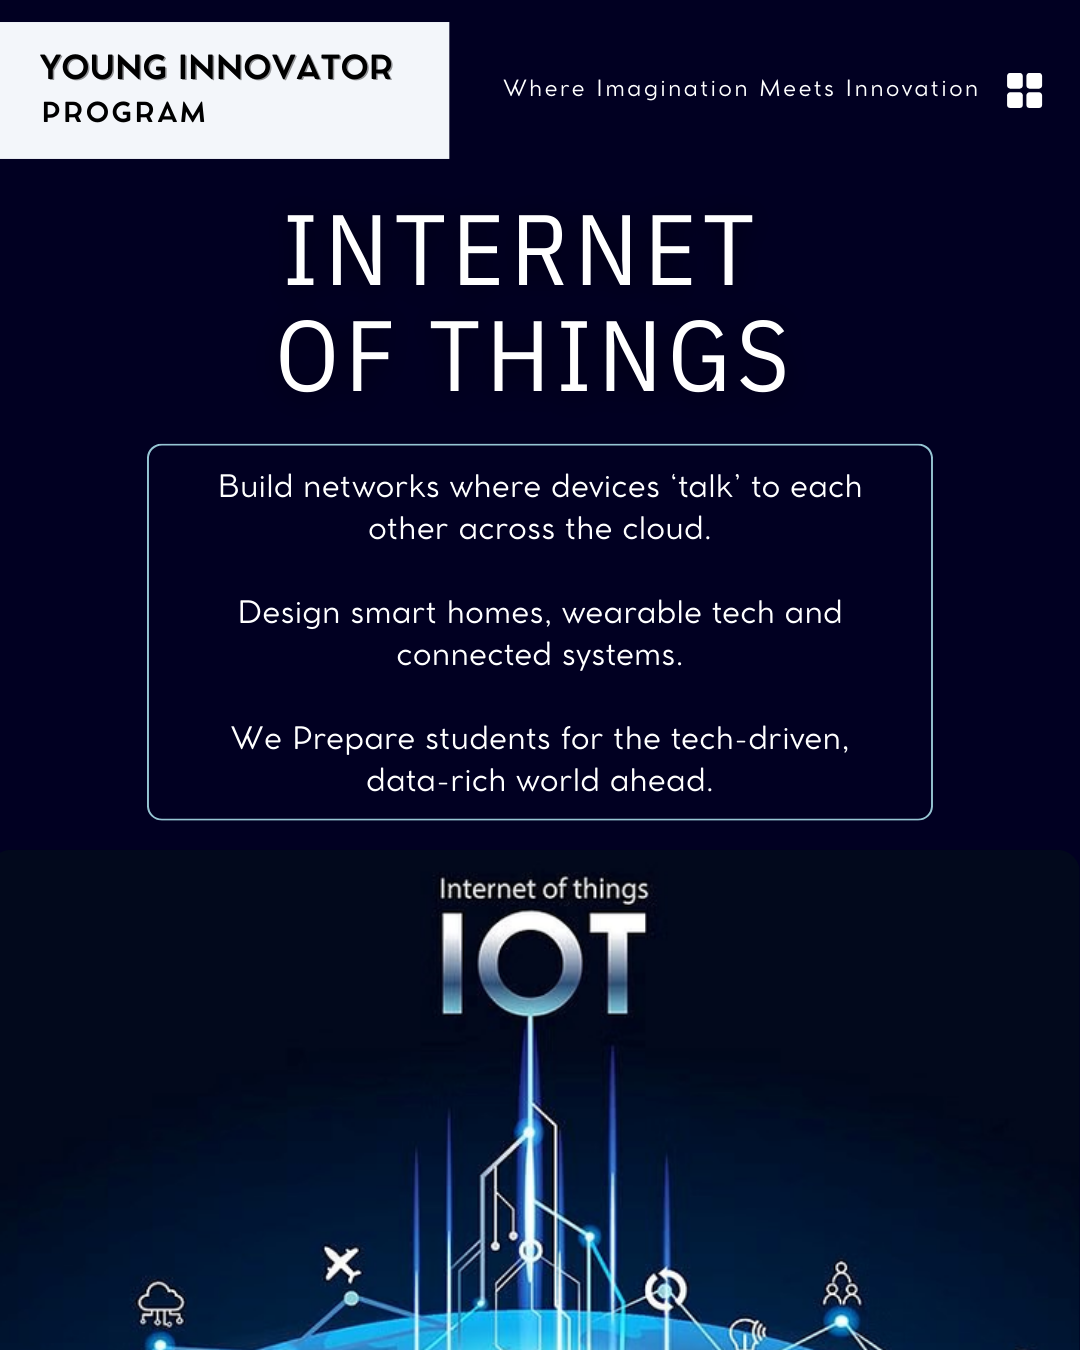 YOUNG INNOVATOR
PROGRAM
Where Imagination Meets Innovation
INTERNET
OF THINGS
Build networks where devices ‘talk’ to each
other across the cloud.
Design smart homes, wearable tech and
connected systems.
We Prepare students for the tech-driven,
data-rich world ahead.
Internet of things
IOT